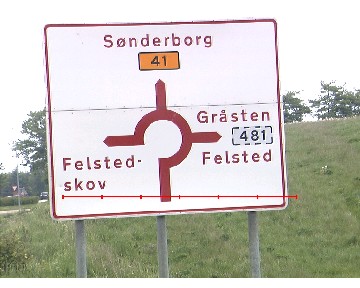 Sønderborg
41
Gråsten
481
Felsted-
skov
Felsted